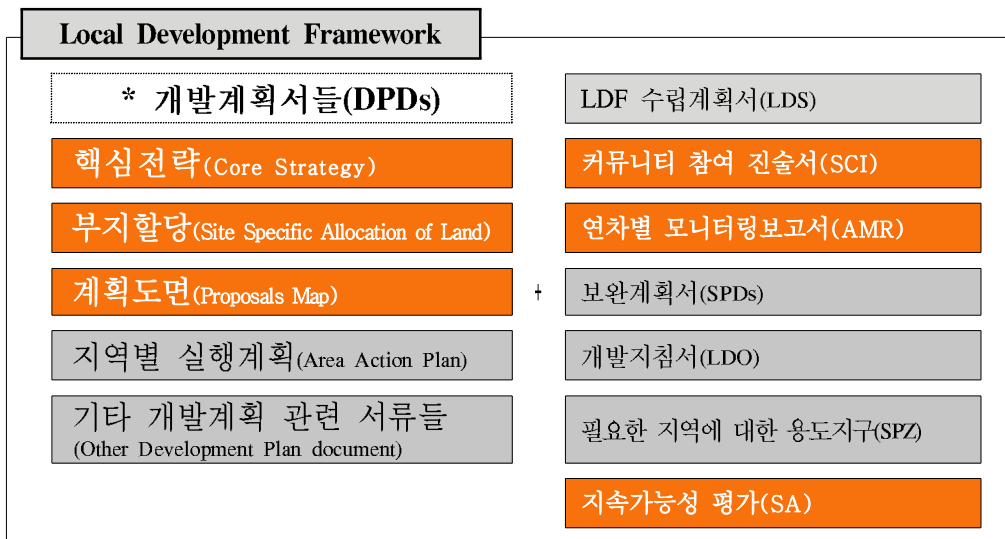 Local Development Framework
* 개발계획서들(DPDs)
핵심전략(Core Strategy)
부지할당(Site Specific Allocation of Land)
계획도면(Proposals Map)
지역별 실행계획(Area Action Plan)
기타 개발계획 관련 서류들
(Other Development Plan document)
+
LDF 수립계획서(LDS)
커뮤니티 참여 진술서(SCI)
연차별 모니터링보고서(AMR)
보완계획서(SPDs)
개발지침서(LDO)
필요한 지역에 대한 용도지구(SPZ)
지속가능성 평가(SA)